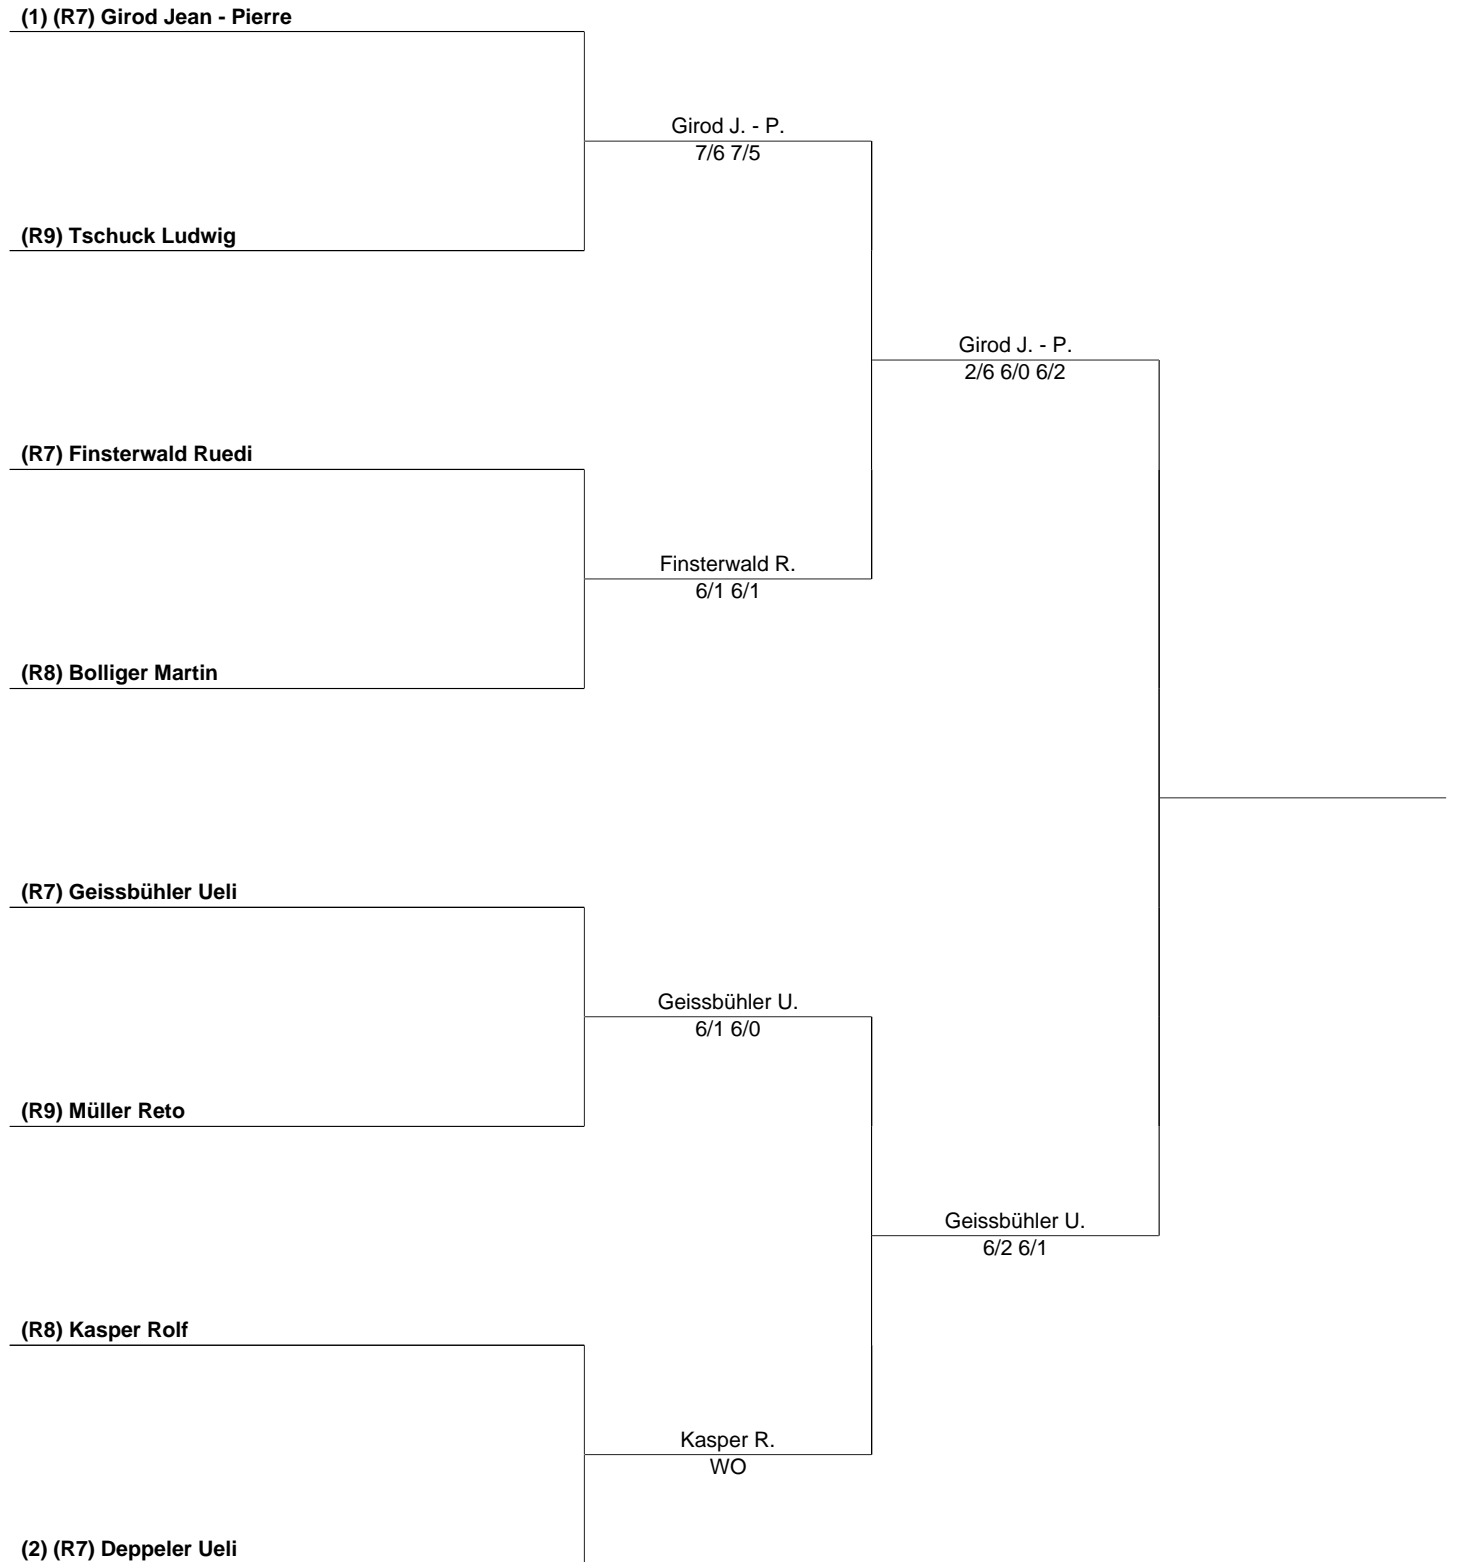 (1) (R7) Girod Jean - Pierre
Girod J. - P.
7/6 7/5
(R9) Tschuck Ludwig
Girod J. - P.
2/6 6/0 6/2
(R7) Finsterwald Ruedi
Finsterwald R.
6/1 6/1
(R8) Bolliger Martin
(R7) Geissbühler Ueli
Geissbühler U.
6/1 6/0
(R9) Müller Reto
Geissbühler U.
6/2 6/1
(R8) Kasper Rolf
Kasper R.
WO
(2) (R7) Deppeler Ueli